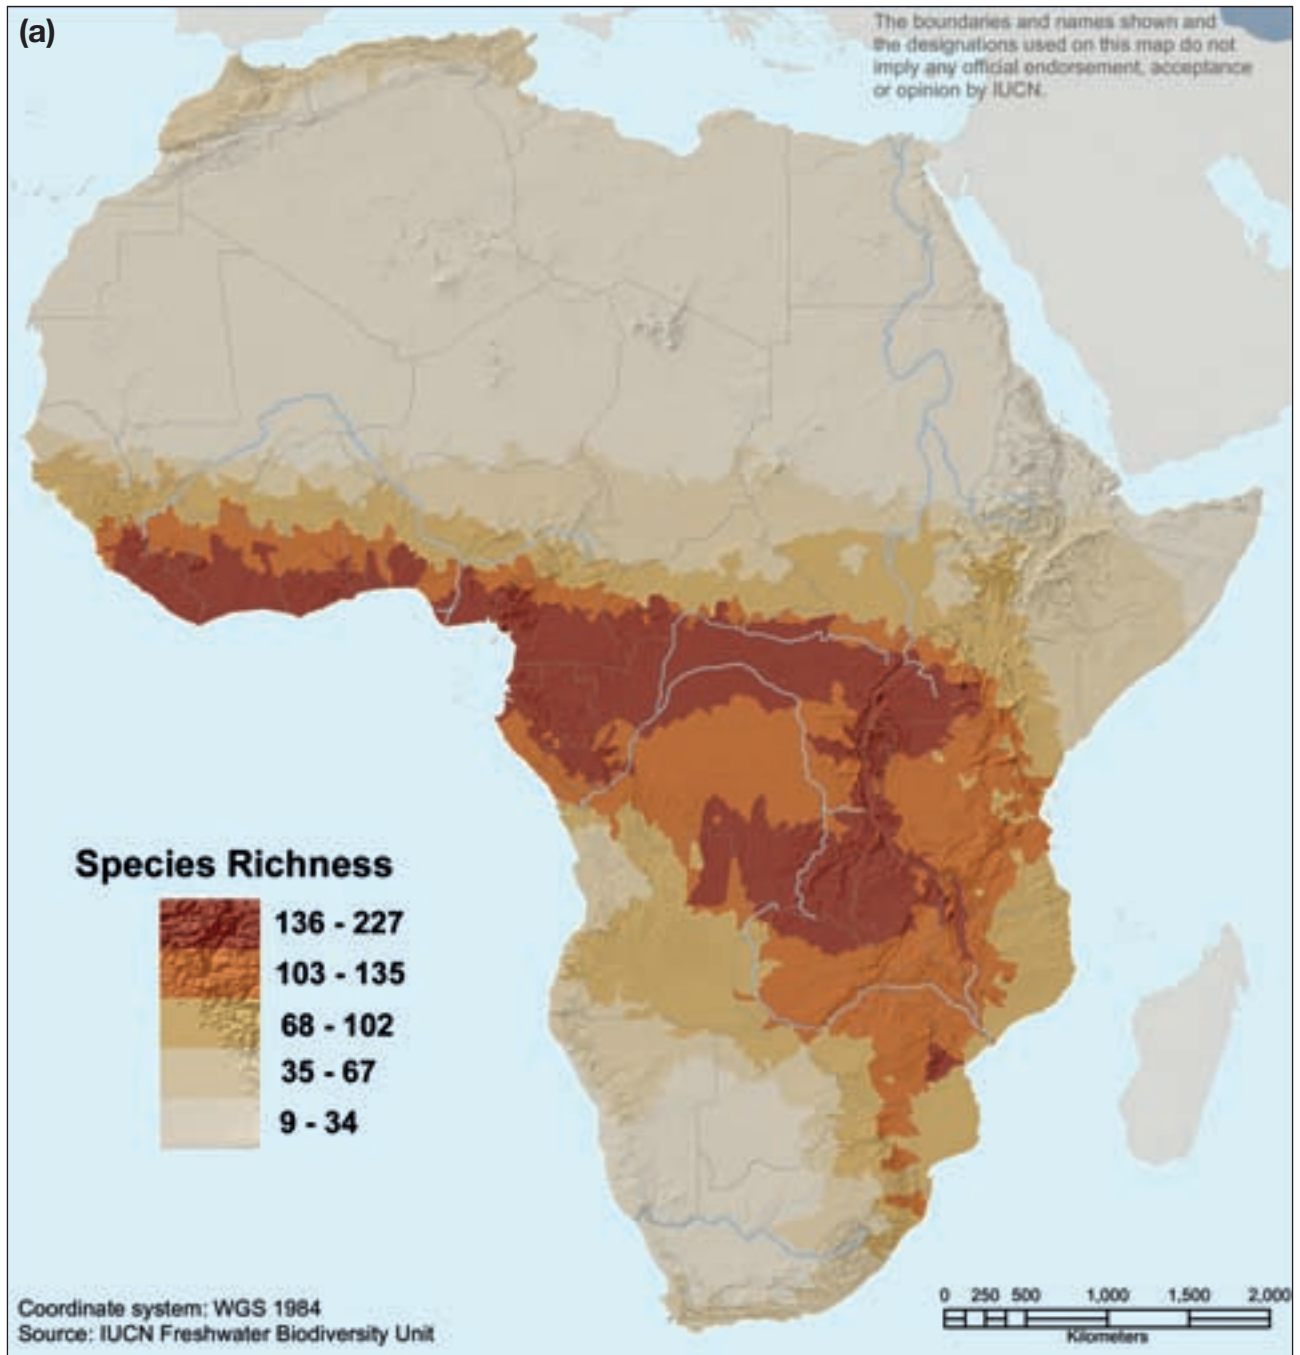 (a)
The boundaries and names shown and
the designations used on this map do not
imply any official endorsement, acceptance
or opinion by IUCN.
Species Richness
136 - 227
103 - 135
68 - 102
35 - 67
9 - 34
0 250 500 1,000 1,500 2,000
Kilometers
Coordinate system: WGS 1984
Source: IUCN Freshwater Biodiversity Unit